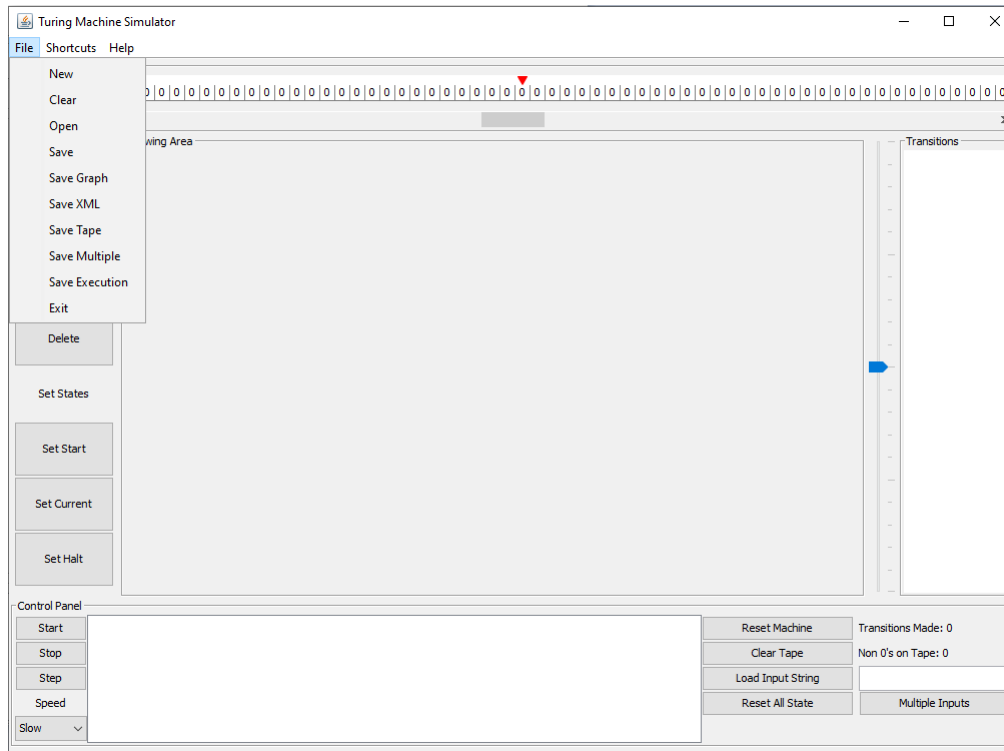 Turing Machine Simulator
File Shortcuts Help
New
Clear
Open
Save
Save Graph
Save XML
Save Tape
Save Multiple
Save Execution
Exit
0 0 0 0 0 0 0 0 0 0 0 0 0 0 0 0 0 0 0 0 0 0 0 0 0 0 0 0 0 0 0 0 0 0 0 0 0 0 0 0 0 0 0 0 0 0 0 0 0 0 0 0 0 0 0 0 0 0
wing Area
Transitions
Delete
Set States
Set Start
Set Current
Set Halt
Control Panel
Start
Stop
Step
Speed
Slow
Reset Machine
Clear Tape
Load Input String
Reset All State
Transitions Made: 0
Non 0's on Tape: 0
Multiple Inputs